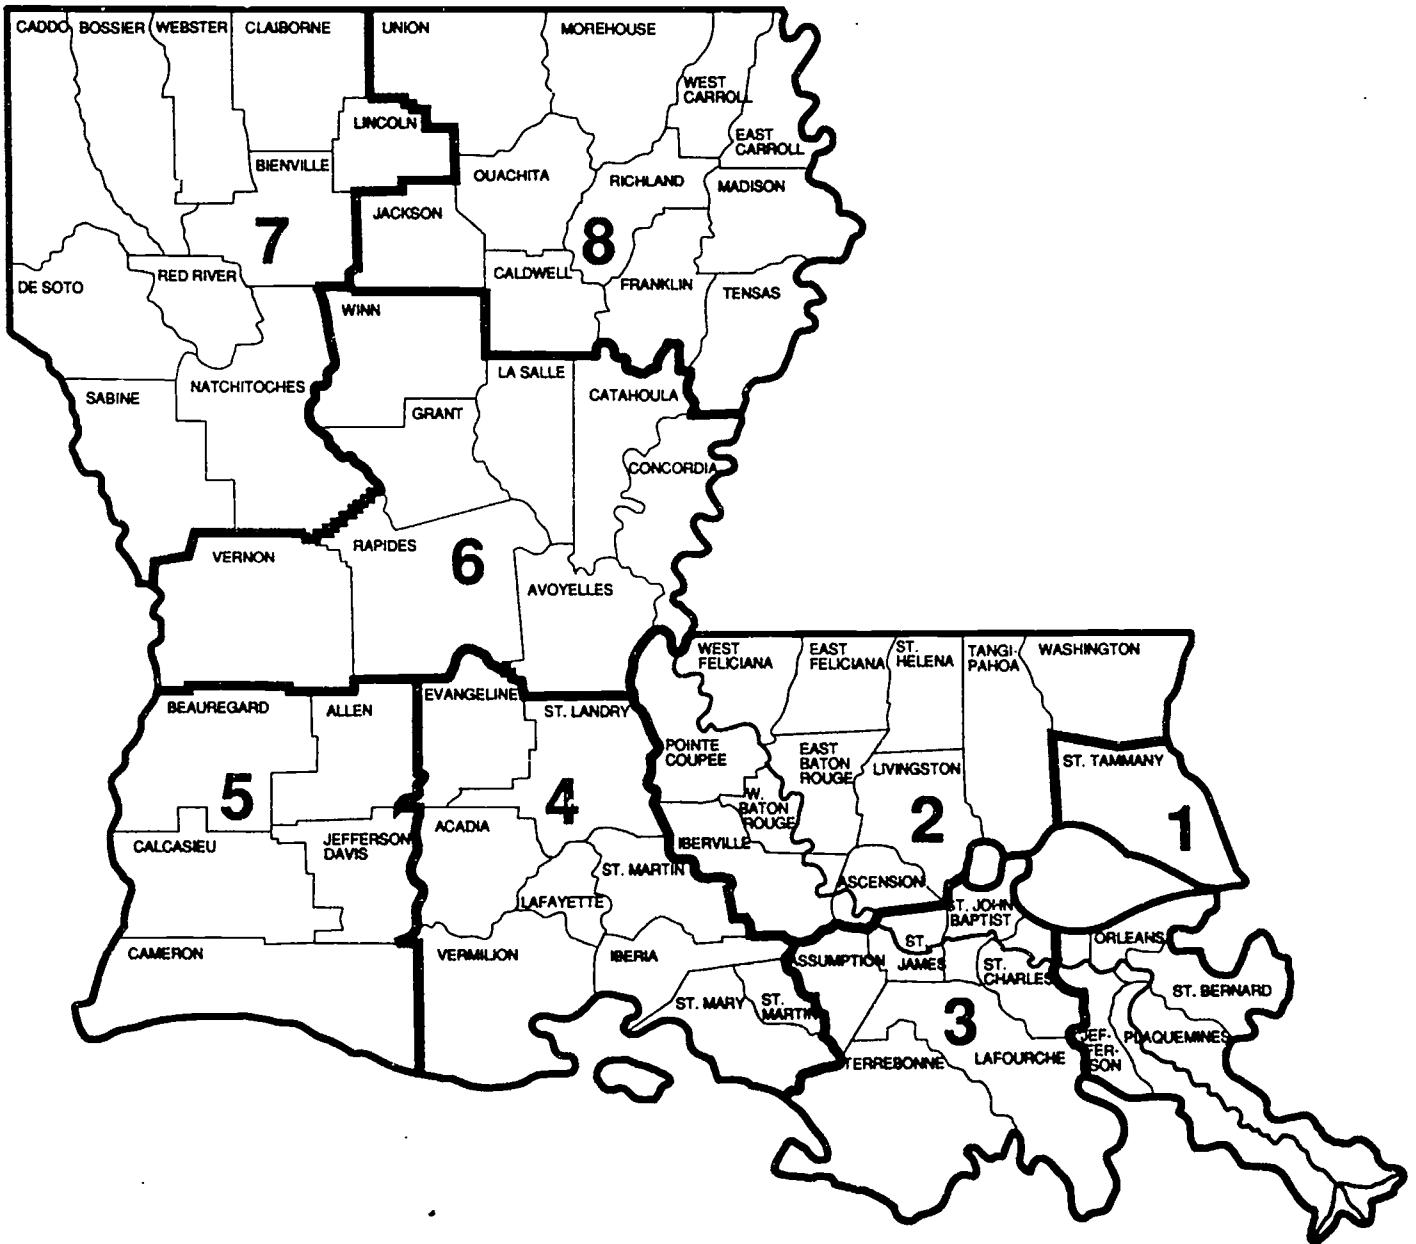 CADDO
BOSSIER
WEBSTER
CLAIBORNE
UNION
MOREHOUSE
WEST
CARROLL
EAST
CARROLL
LINCOLN
BIENVILLE
OUACHITA
RICHLAND
MADISON
JACKSON
7
8
DE SOTO
RED RIVER
CALDWELL
FRANKLIN
TENSAS
WINN
LA SALLE
SABINE
NATCHITOCHES
CATAHOULA
GRANT
CONCORDIA
VERNON
RAPIDES
6
AVOYELLES
WEST
FELICIANA
EAST
FELICIANA
ST.
HELENA
TANGI-
PAHOA
WASHINGTON
BEAUREGARD
ALLEN
EVANGELINE
ST. LANDRY
POINTE
COUPEE
EAST
BATON
ROUGE
LIVINGSTON
ST. TAMMANY
5
4
W.
BATON
ROUGE
2
1
CALCASIEU
JEFFERSON
DAVIS
ACADIA
IBERVILLE
ST. MARTIN
ASCENSION
LAFAYETTE
ST. JOHN
BAPTIST
CAMERON
VERMILION
IBERIA
ASSUMPTION
ST.
JAMES
ST.
CHARLES
ORLEANS
ST. BERNARD
ST. MARY
ST.
MARTIN
3
JEF-
FER-
SON
PLAQUEMINES
TERREBONNE
LAFOURCHE